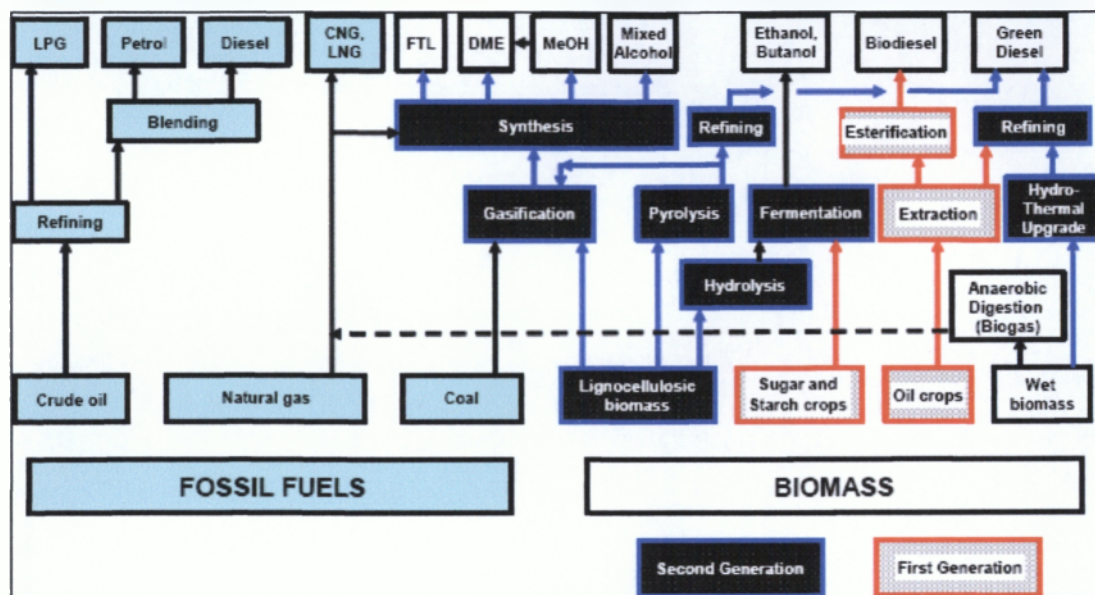 LPG
Petrol
Diesel
CNG,
LNG
FTL
DME
MeOH
Mixed
Alcohol
Ethanol,
Butanol
Biodiesel
Green
Diesel
Blending
Synthesis
Refining
Esterification
Refining
Refining
Gasification
Pyrolysis
Fermentation
Extraction
Hydro-
Thermal
Upgrade
Hydrolysis
Anaerobic
Digestion
(Biogas)
Crude oil
Natural gas
Coal
Lignocellulosic
biomass
Sugar and
Starch crops
Oil crops
Wet
biomass
FOSSIL FUELS
BIOMASS
Second Generation
First Generation